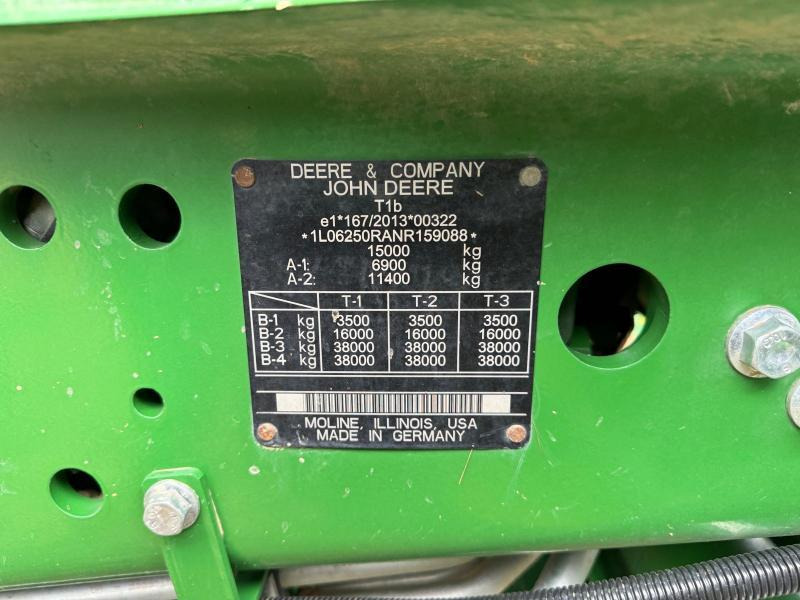 DEERE & COMPANY
JOHN DEERE
T1b
e1*167/2013*00322
*1L06250RANR159088*
15000 kg
A-1: 6900 kg
A-2: 11400 kg
T-1 T-2 T-3
B-1 kg 3500 3500 3500
B-2 kg 16000 16000 16000
B-3 kg 38000 38000 38000
B-4 kg 38000 38000 38000
MOLINE, ILLINOIS, USA
MADE IN GERMANY